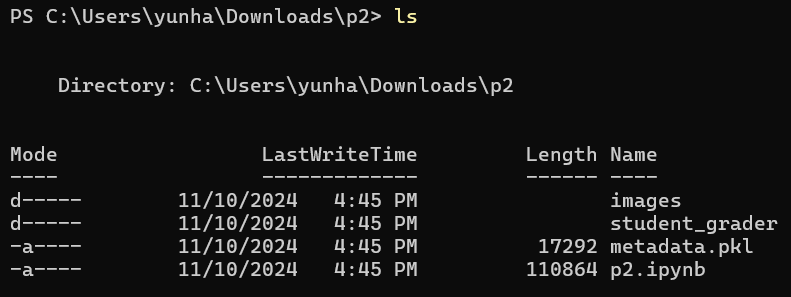 PS C:\Users\yunha\Downloads\p2> ls
Directory: C:\Users\yunha\Downloads\p2
Mode                 LastWriteTime         Length Name
----                 -------------         ------ ----
d-----        11/10/2024   4:45 PM                images
d-----        11/10/2024   4:45 PM                student_grader
-a----        11/10/2024   4:45 PM          17292 metadata.pkl
-a----        11/10/2024   4:45 PM         110864 p2.ipynb